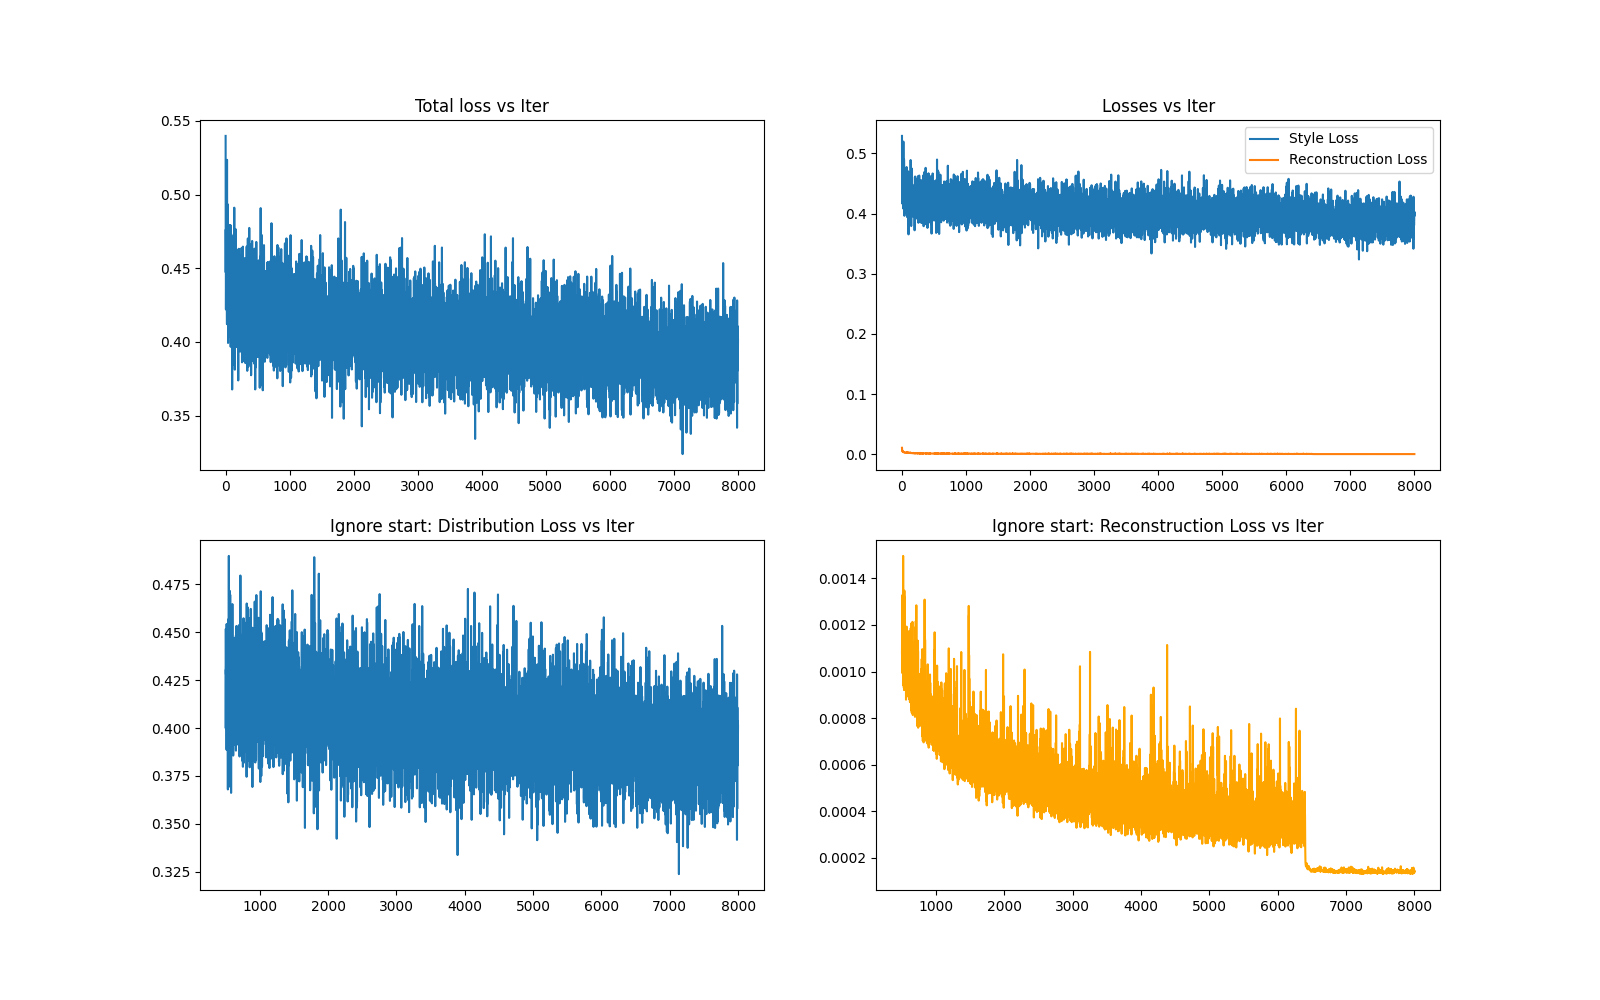 Total loss vs Iter
0.55
0.50
0.45
0.40
0.35
0 1000 2000 3000 4000 5000 6000 7000 8000
Losses vs Iter
Style Loss
Reconstruction Loss
0.5
0.4
0.3
0.2
0.1
0.0
0 1000 2000 3000 4000 5000 6000 7000 8000
Ignore start: Distribution Loss vs Iter
0.475
0.450
0.425
0.400
0.375
0.350
0.325
1000 2000 3000 4000 5000 6000 7000 8000
Ignore start: Reconstruction Loss vs Iter
0.0014
0.0012
0.0010
0.0008
0.0006
0.0004
0.0002
1000 2000 3000 4000 5000 6000 7000 8000